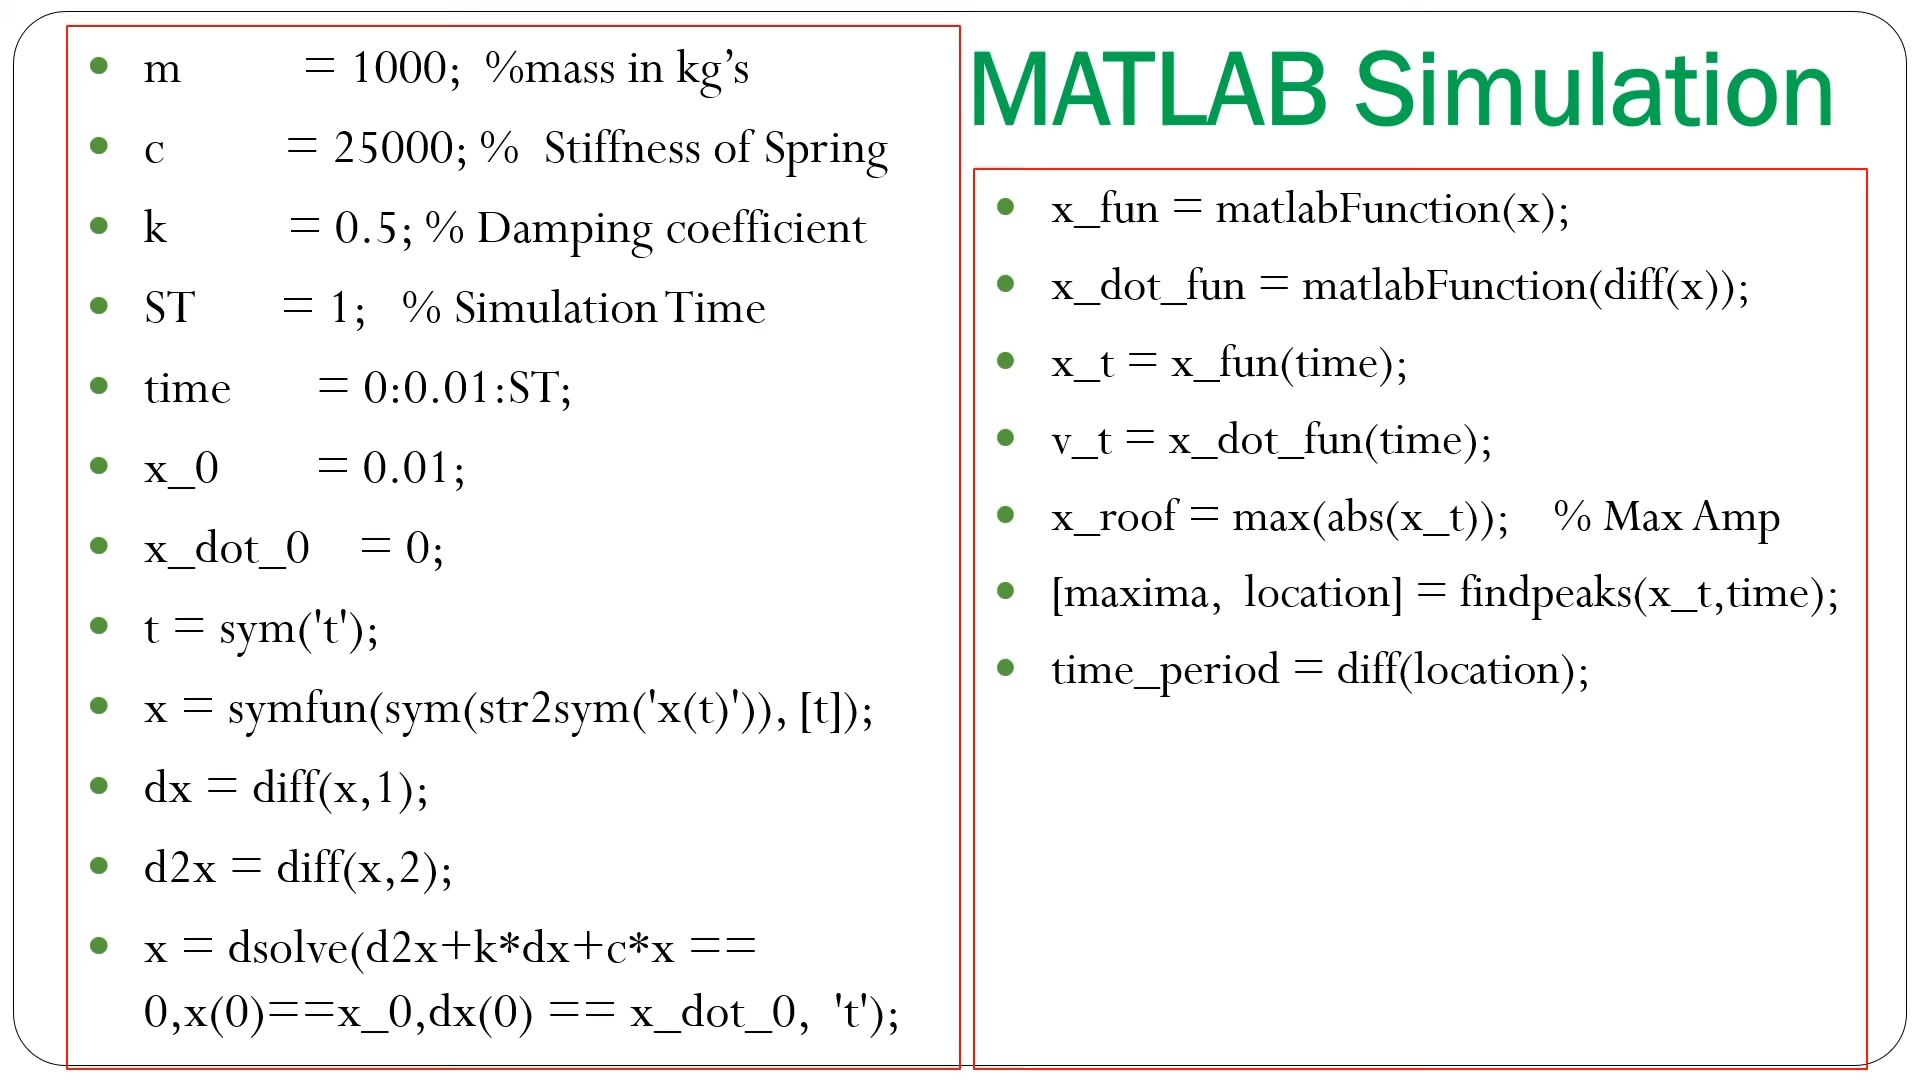 m = 1000; %mass in kg’s
c = 25000; % Stiffness of Spring
k = 0.5; % Damping coefficient
ST = 1; % Simulation Time
time = 0:0.01:ST;
x_0 = 0.01;
x_dot_0 = 0;
t = sym('t');
x = symfun(sym(str2sym('x(t)')), [t]);
dx = diff(x,1);
d2x = diff(x,2);
x = dsolve(d2x+k*dx+c*x ==
0,x(0)==x_0,dx(0) == x_dot_0, 't');
MATLAB Simulation
x_fun = matlabFunction(x);
x_dot_fun = matlabFunction(diff(x));
x_t = x_fun(time);
v_t = x_dot_fun(time);
x_roof = max(abs(x_t)); % Max Amp
[maxima, location] = findpeaks(x_t,time);
time_period = diff(location);